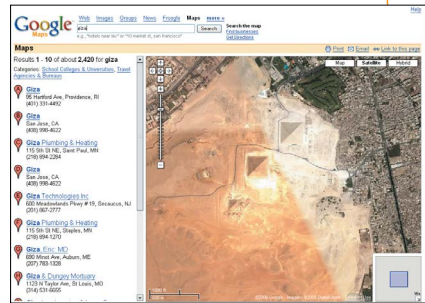 Help
Google Maps
Web Images Groups News Froogle Maps more »
giza
Search
Search the map
Find businesses
Get directions
e.g., "hotels near lax" or "10 market st, san francisco"
Maps
Print Email Link to this page
Results 1 - 10 of about 2,420 for giza
Categories: School Colleges & Universities, Travel
Agencies & Bureaus
A Giza
95 Hartford Ave, Providence, RI
(401) 331-4492
B Giza
San Jose, CA
(408) 998-4622
C Giza Plumbing & Heating
115 5th St NE, Saint Paul, MN
(218) 894-2284
D Giza
San Jose, CA
(408) 998-4622
E Giza Technologies Inc
600 Meadowlands Pkwy # 19, Secaucus, NJ
(201) 867-2777
F Giza Plumbing & Heating
115 5th St NE, Staples, MN
(218) 894-1270
G Giza, Eric, MD
690 Minot Ave, Auburn, ME
(207) 783-1328
H Giza & Dungey Mortuary
1123 N Taylor Ave, St Louis, MO
(314) 531-6655
Map Satellite Hybrid